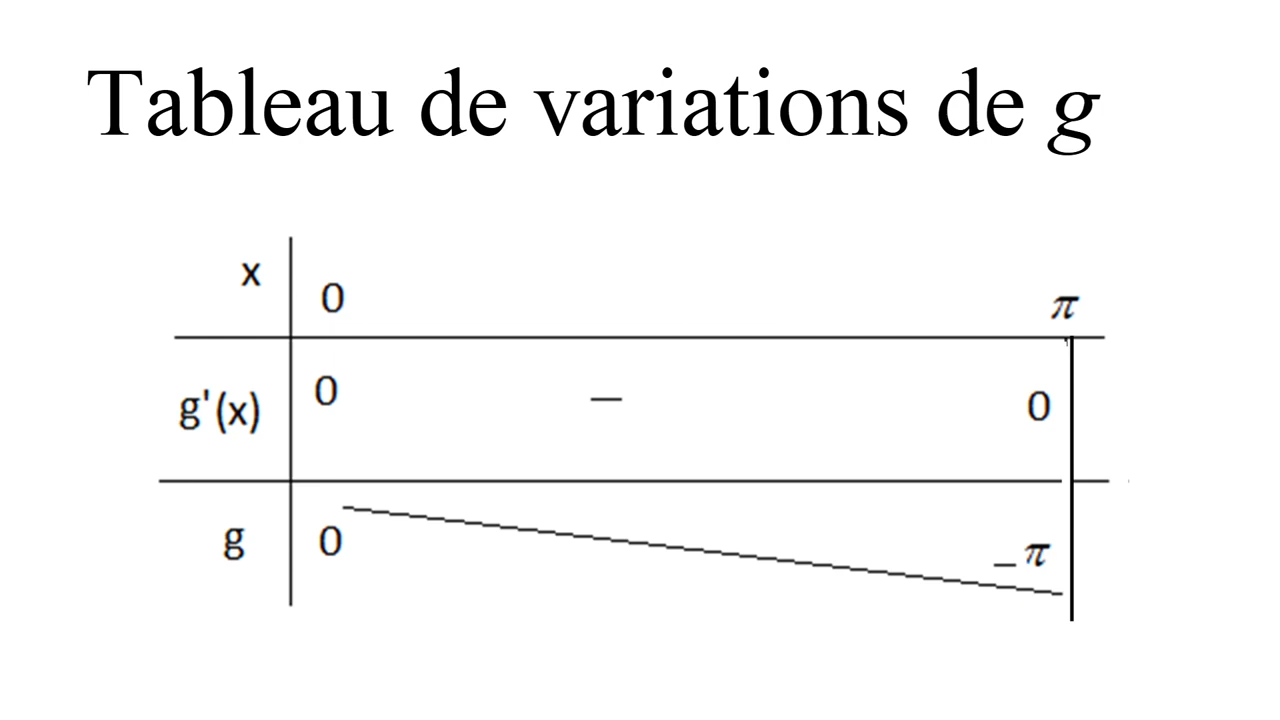 Tableau de variations de g
x 0 π
g'(x) 0 − 0
g 0 −π